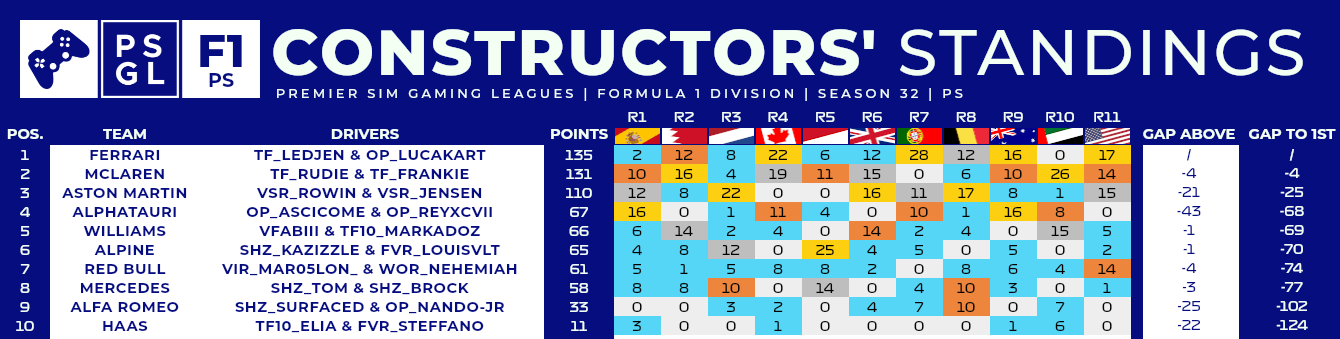 PS GL
F1 PS
CONSTRUCTORS' STANDINGS
PREMIER SIM GAMING LEAGUES | FORMULA 1 DIVISION | SEASON 32 | PS
R1 R2 R3 R4 R5 R6 R7 R8 R9 R10 R11
POS. TEAM DRIVERS POINTS GAP ABOVE GAP TO 1ST
1 FERRARI TF_LEDJEN & OP_LUCAKART 135 2 12 8 22 6 12 28 12 16 0 17 / /
2 MCLAREN TF_RUDIE & TF_FRANKIE 131 10 16 4 19 11 15 0 6 10 26 14 -4 -4
3 ASTON MARTIN VSR_ROWIN & VSR_JENSEN 110 12 8 22 0 0 16 11 17 8 1 15 -21 -25
4 ALPHATAURI OP_ASCICOME & OP_REYXCVII 67 16 0 1 11 4 0 10 1 16 8 0 -43 -68
5 WILLIAMS VFABIII & TF10_MARKADOZ 66 6 14 2 4 0 14 2 4 0 15 5 -1 -69
6 ALPINE SHZ_KAZIZZLE & FVR_LOUISVLT 65 4 8 12 0 25 4 5 0 5 0 2 -1 -70
7 RED BULL VIR_MAR05LON_ & WOR_NEHEMIAH 61 5 1 5 8 8 2 0 8 6 4 14 -4 -74
8 MERCEDES SHZ_TOM & SHZ_BROCK 58 8 8 10 0 14 0 4 10 3 0 1 -3 -77
9 ALFA ROMEO SHZ_SURFACED & OP_NANDO-JR 33 0 0 3 2 0 4 7 10 0 7 0 -25 -102
10 HAAS TF10_ELIA & FVR_STEFFANO 11 3 0 0 1 0 0 0 0 1 6 0 -22 -124